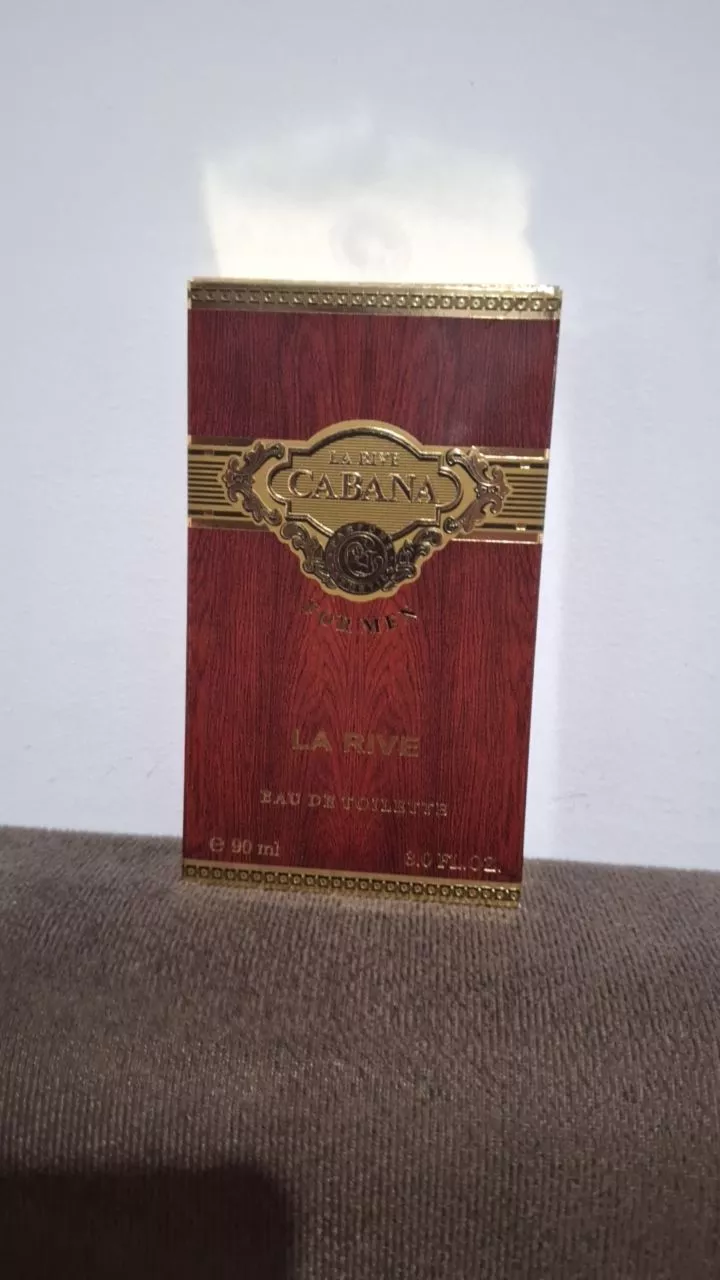 LA RIVE
CABANA
FOR MEN
LA RIVE
EAU DE TOILETTE
e 90 ml
3.0 FL.OZ.